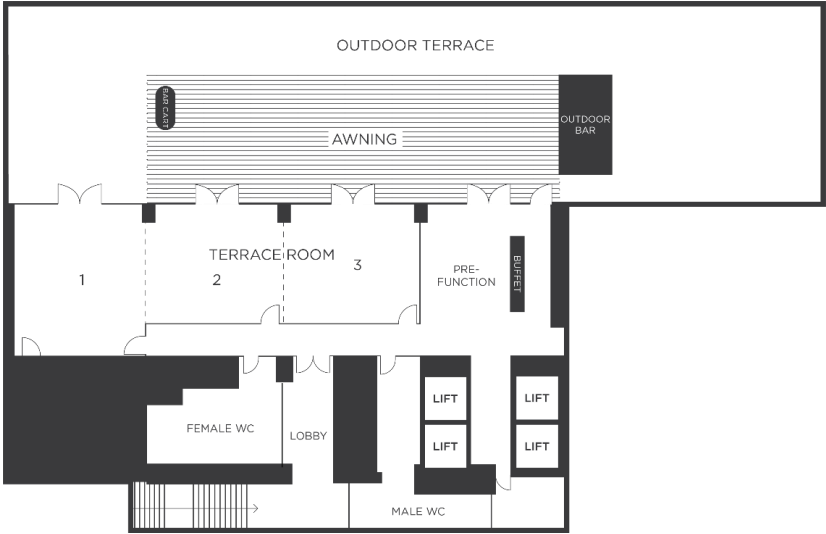 OUTDOOR TERRACE
BAR CART
OUTDOOR
BAR
AWNING
TERRACE ROOM
1
2
3
PRE-
FUNCTION
BUFFET
LIFT
LIFT
FEMALE WC
LOBBY
LIFT
LIFT
MALE WC